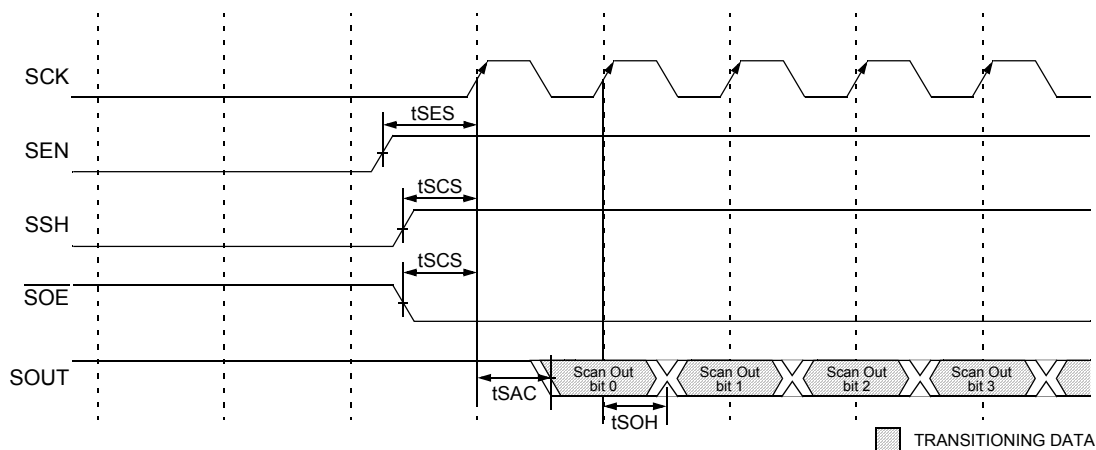 SCK
tSES
SEN
tSCS
SSH
tSCS
SOE
SOUT
Scan Out
bit 0
Scan Out
bit 1
Scan Out
bit 2
Scan Out
bit 3
tSAC
tSOH
TRANSITIONING DATA